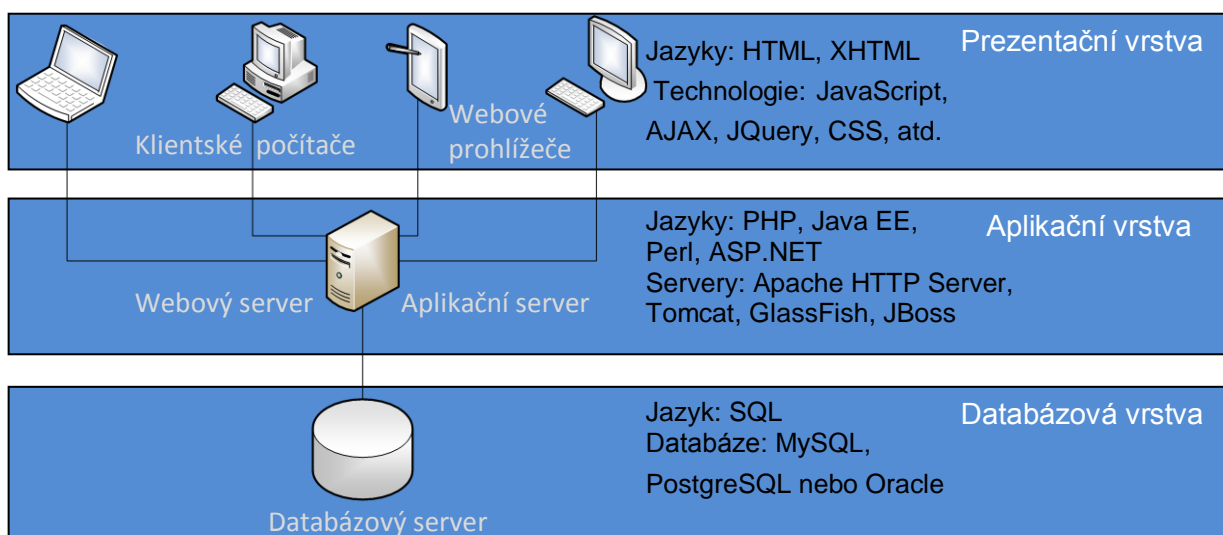 Prezentační vrstva
Jazyky: HTML, XHTML
Technologie: JavaScript,
AJAX, JQuery, CSS, atd.
Webové
prohlížeče
Klientské počítače
Aplikační vrstva
Jazyky: PHP, Java EE,
Perl, ASP.NET
Servery: Apache HTTP Server,
Tomcat, GlassFish, JBoss
Webový server
Aplikační server
Databázová vrstva
Jazyk: SQL
Databáze: MySQL,
PostgreSQL nebo Oracle
Databázový server